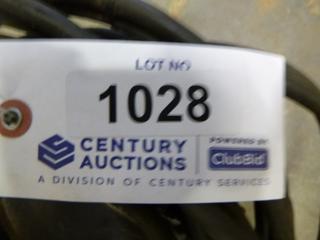 LOT NO
1028
CENTURY AUCTIONS
POWERED BY
ClubBid
A DIVISION OF CENTURY SERVICES